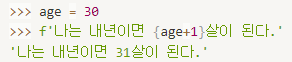 >>> age = 30
>>> f'나는 내년이면 {age+1}살이 된다.'
'나는 내년이면 31살이 된다.'